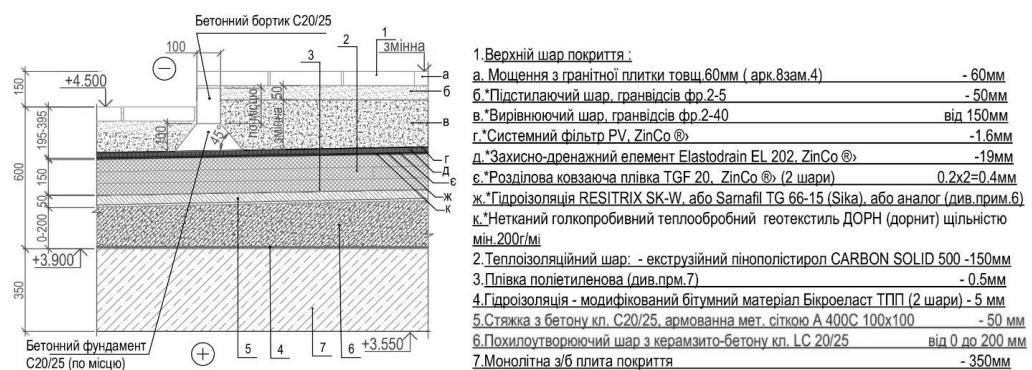 Бетонний бортик С20/25
100
1
2
3
змінна
+4.500
150
а
б
в
по місцю
50
змінна
195-395
100
45°
г
д
є
ж
к
600
150
50
0-200
+3.900
350
Бетонний фундамент
С20/25 (по місцю)
5
4
7
6
+3.550
1.Верхній шар покриття :
а. Мощення з гранітної плитки товщ.60мм ( арк.8зам.4) - 60мм
б.*Підстилаючий шар, гранвідсів фр.2-5 - 50мм
в.*Вирівнюючий шар, гранвідсів фр.2-40 від 150мм
г.*Системний фільтр PV, ZinCo ®› -1.6мм
д.*Захисно-дренажний елемент Elastodrain EL 202, ZinCo ®› -19мм
є.*Розділова ковзаюча плівка TGF 20, ZinCo ®› (2 шари) 0.2х2=0.4мм
ж.*Гідроізоляція RESITRIX SK-W, або Sarnafil TG 66-15 (Sika), або аналог (див.прим.6)
к.*Нетканий голкопробивний теплообробний геотекстиль ДОРН (дорнит) щільністю
мін.200г/мі
2.Теплоізоляційний шар: - екструзійний пінополістирол CARBON SOLID 500 -150мм
3.Плівка поліетиленова (див.прм.7) - 0.5мм
4.Гідроізоляція - модифікований бітумний матеріал Бікроеласт ТПП (2 шари) - 5 мм
5.Стяжка з бетону кл. С20/25, армованна мет. сіткою А 400С 100х100 - 50 мм
6.Похилоутворюючий шар з керамзито-бетону кл. LC 20/25 від 0 до 200 мм
7.Монолітна з/б плита покриття - 350мм